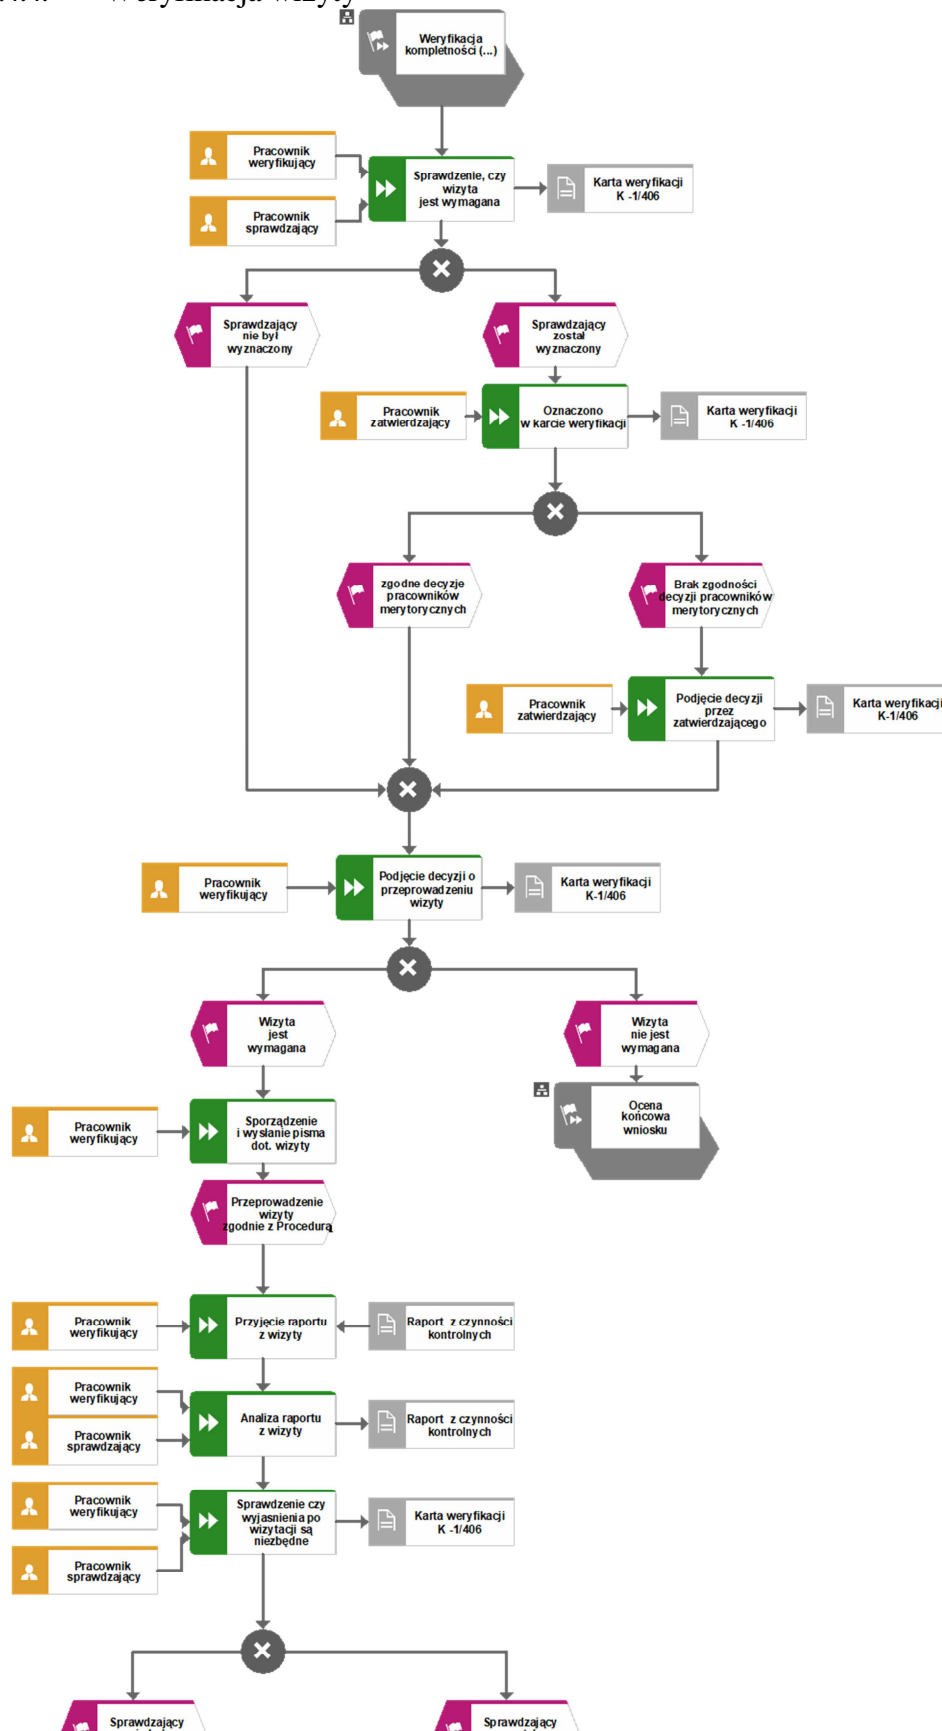 Weryfikacja wizyty
Weryfikacja
kompletności (...)
Pracownik
weryfikujący
Sprawdzenie, czy
wizyta
jest wymagana
Karta weryfikacji
K -1/406
Pracownik
sprawdzający
Sprawdzający
nie był
wyznaczony
Sprawdzający
został
wyznaczony
Pracownik
zatwierdzający
Oznaczono
w karcie weryfikacji
Karta weryfikacji
K -1/406
zgodne decyzje
pracowników
merytorycznych
Brak zgodności
decyzji pracowników
merytorycznych
Pracownik
zatwierdzający
Podjęcie decyzji
przez
zatwierdzającego
Karta weryfikacji
K-1/406
Pracownik
weryfikujący
Podjęcie decyzji o
przeprowadzeniu
wizyty
Karta weryfikacji
K-1/406
Wizyta
jest
wymagana
Wizyta
nie jest
wymagana
Ocena
końcowa
wniosku
Pracownik
weryfikujący
Sporządzenie
i wysłanie pisma
dot. wizyty
Przeprowadzenie
wizyty
zgodnie z Procedurą
Pracownik
weryfikujący
Przyjęcie raportu
z wizyty
Raport z czynności
kontrolnych
Pracownik
weryfikujący
Pracownik
sprawdzający
Analiza raportu
z wizyty
Raport z czynności
kontrolnych
Pracownik
weryfikujący
Sprawdzenie czy
wyjasnienia po
wizytacji są
niezbędne
Karta weryfikacji
K -1/406
Pracownik
sprawdzający
Sprawdzający
Sprawdzający